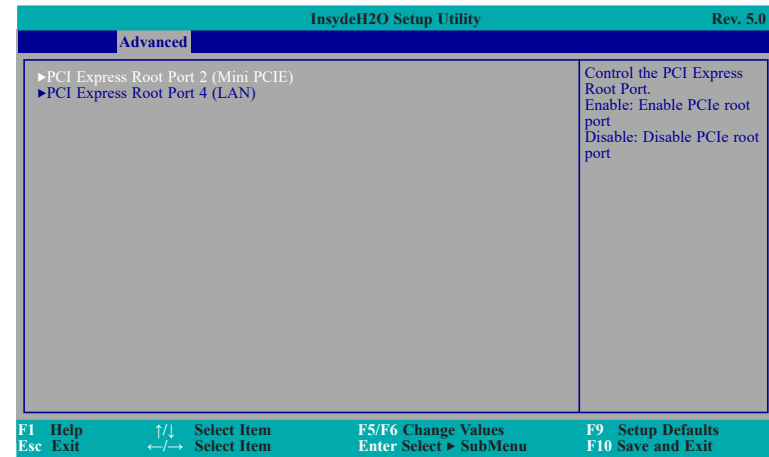 InsydeH2O Setup Utility Rev. 5.0
Advanced
►PCI Express Root Port 2 (Mini PCIE)
►PCI Express Root Port 4 (LAN)
Control the PCI Express
Root Port.
Enable: Enable PCIe root
port
Disable: Disable PCIe root
port
F1 Help ↑/↓ Select Item F5/F6 Change Values F9 Setup Defaults
Esc Exit ←/→ Select Item Enter Select ► SubMenu F10 Save and Exit